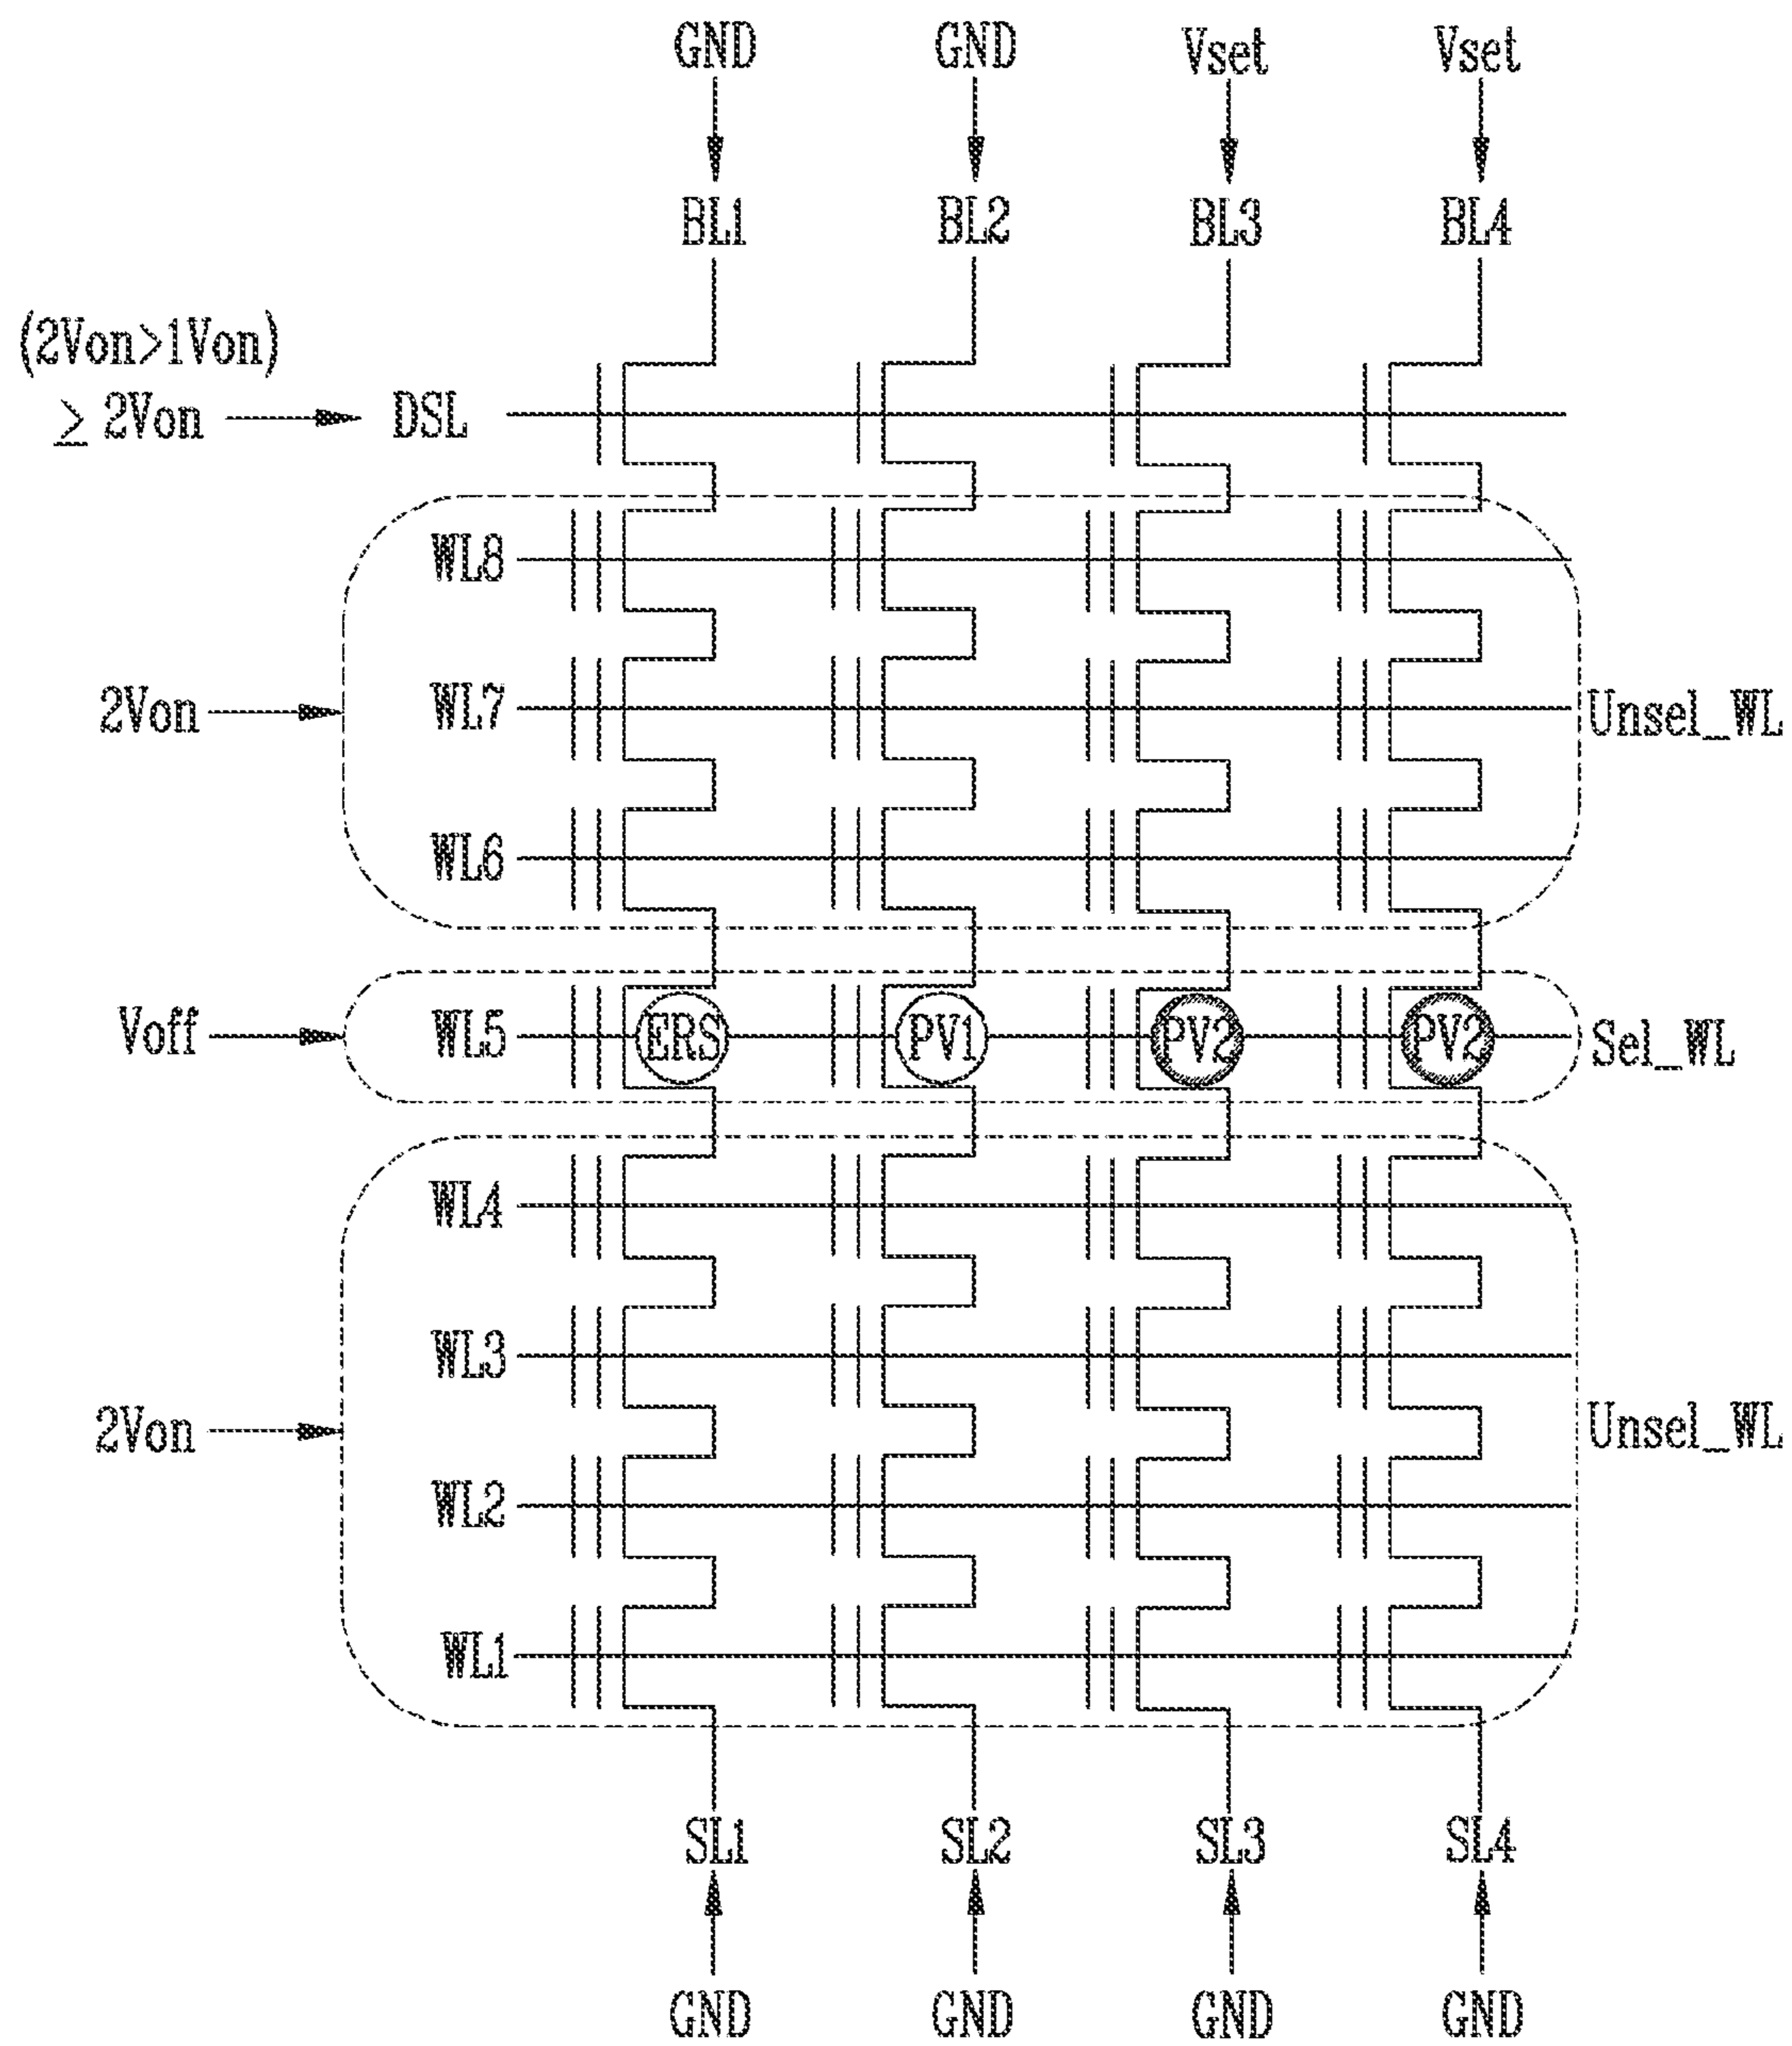 GND GND Vset Vset
BL1 BL2 BL3 BL4
(2Von>1Von)
≥ 2Von DSL
WL8
2Von WL7 Unsel_WL
WL6
Voff WL5 ERS PV1 PV2 PV2 Sel_WL
WL4
WL3
2Von Unsel_WL
WL2
WL1
SL1 SL2 SL3 SL4
GND GND GND GND